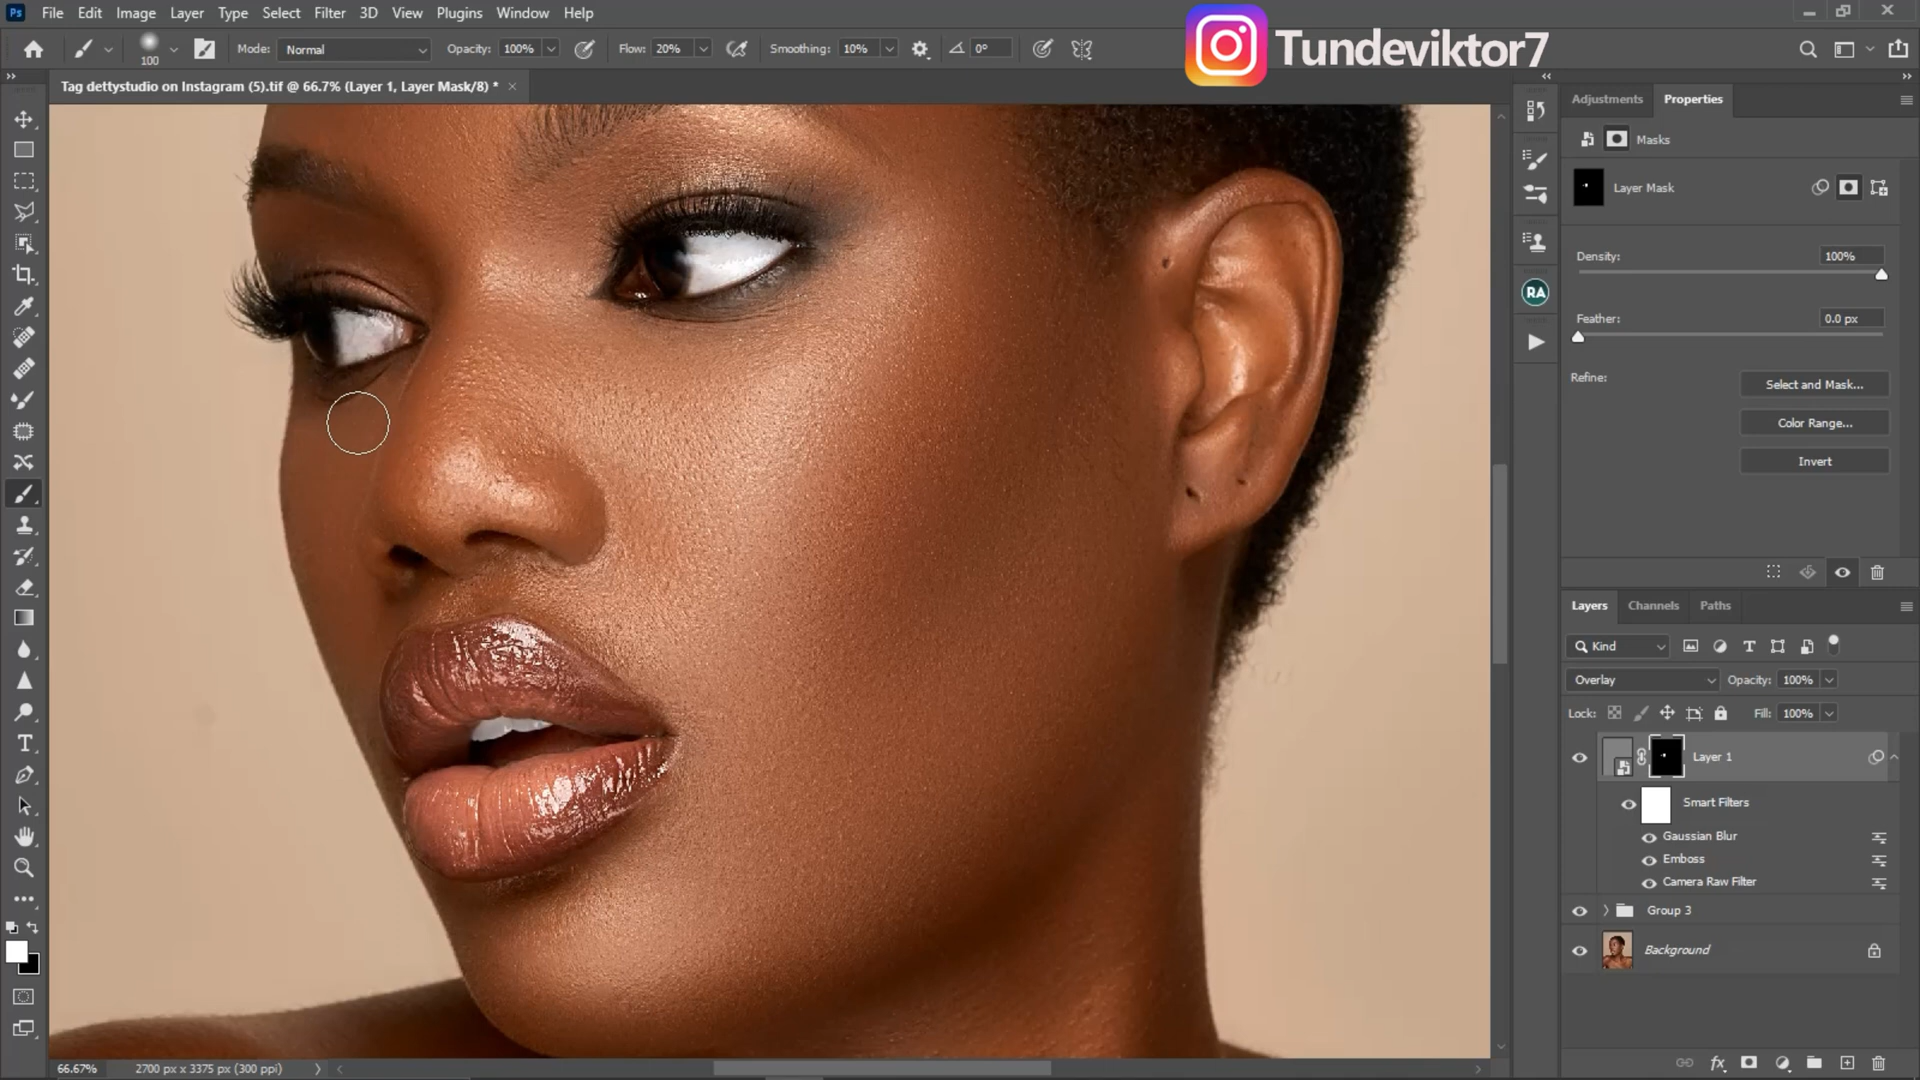 Ps File Edit Image Layer Type Select Filter 3D View Plugins Window Help
100 Mode: Normal Opacity: 100% Flow: 20% Smoothing: 10% 0°
Tundeviktor7
Tag dettystudio on Instagram (5).tif @ 66.7% (Layer 1, Layer Mask/8) * ×
Adjustments Properties
Masks
Layer Mask
Density: 100%
Feather: 0.0 px
Refine: Select and Mask...
Color Range...
Invert
RA
Layers Channels Paths
Kind
Overlay Opacity: 100%
Lock: Fill: 100%
Layer 1
Smart Filters
Gaussian Blur
Emboss
Camera Raw Filter
Group 3
Background
fx
66.67% 2700 px x 3375 px (300 ppi)